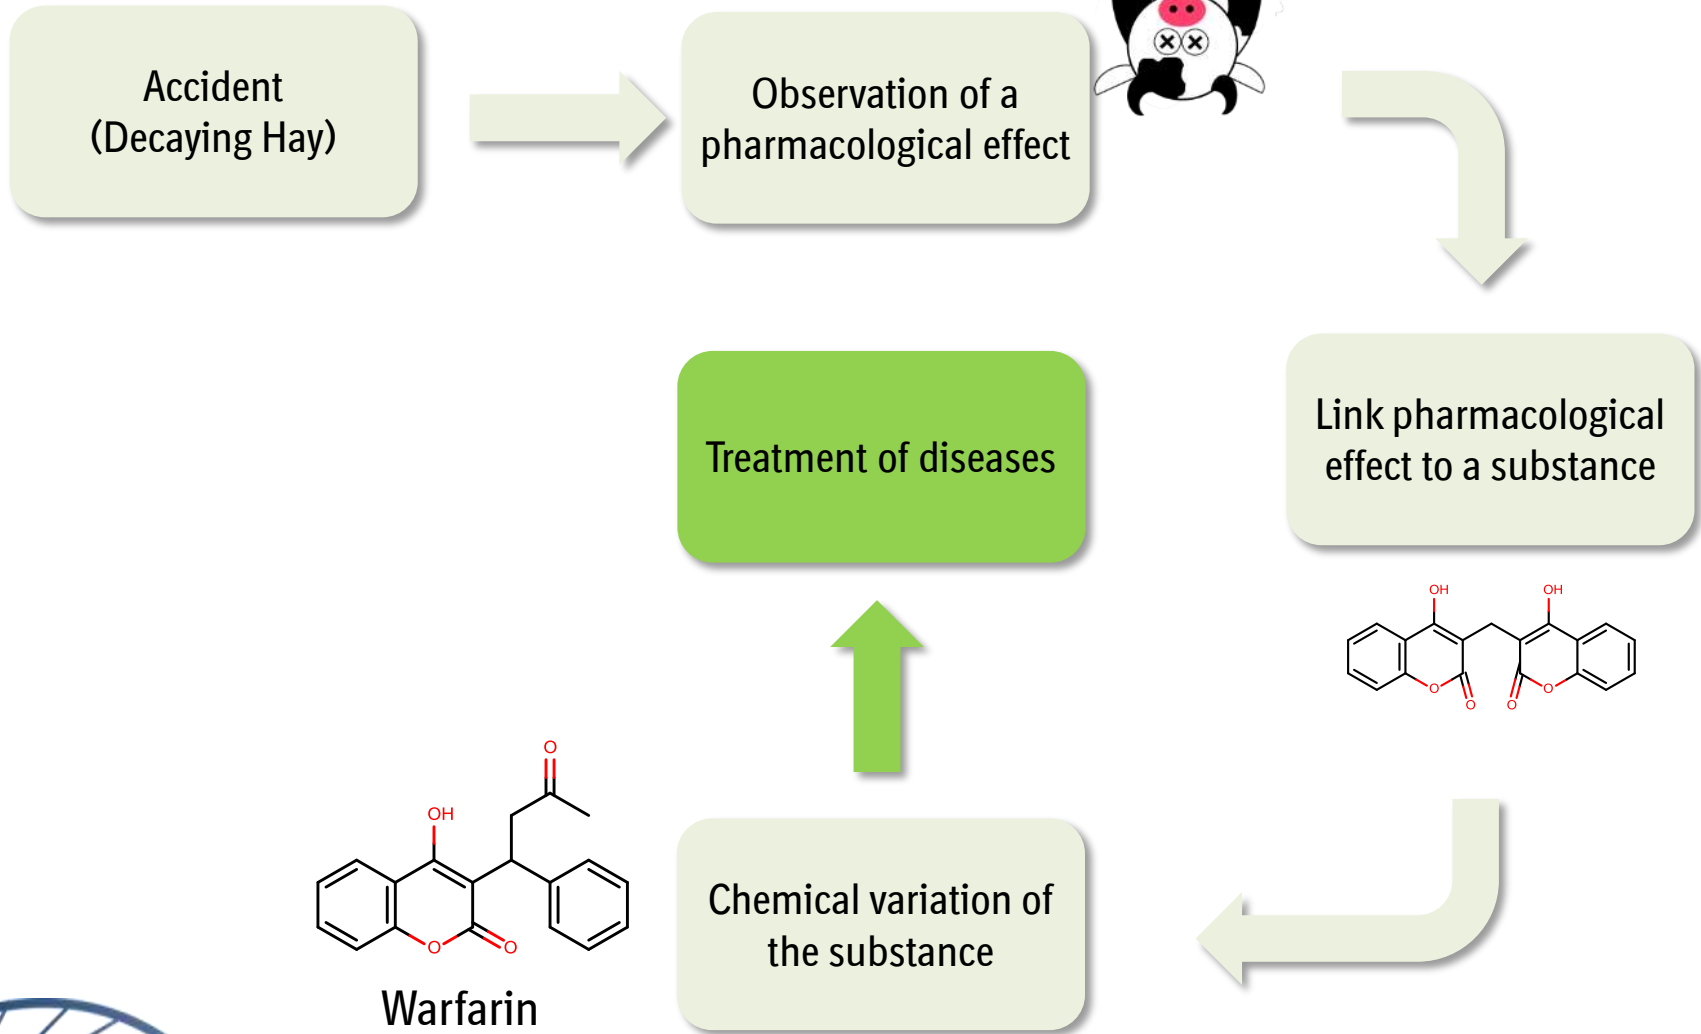 Accident
(Decaying Hay)
Observation of a
pharmacological effect
Link pharmacological
effect to a substance
OH
OH
O
O
O
O
Treatment of diseases
Chemical variation of
the substance
O
OH
O
O
Warfarin